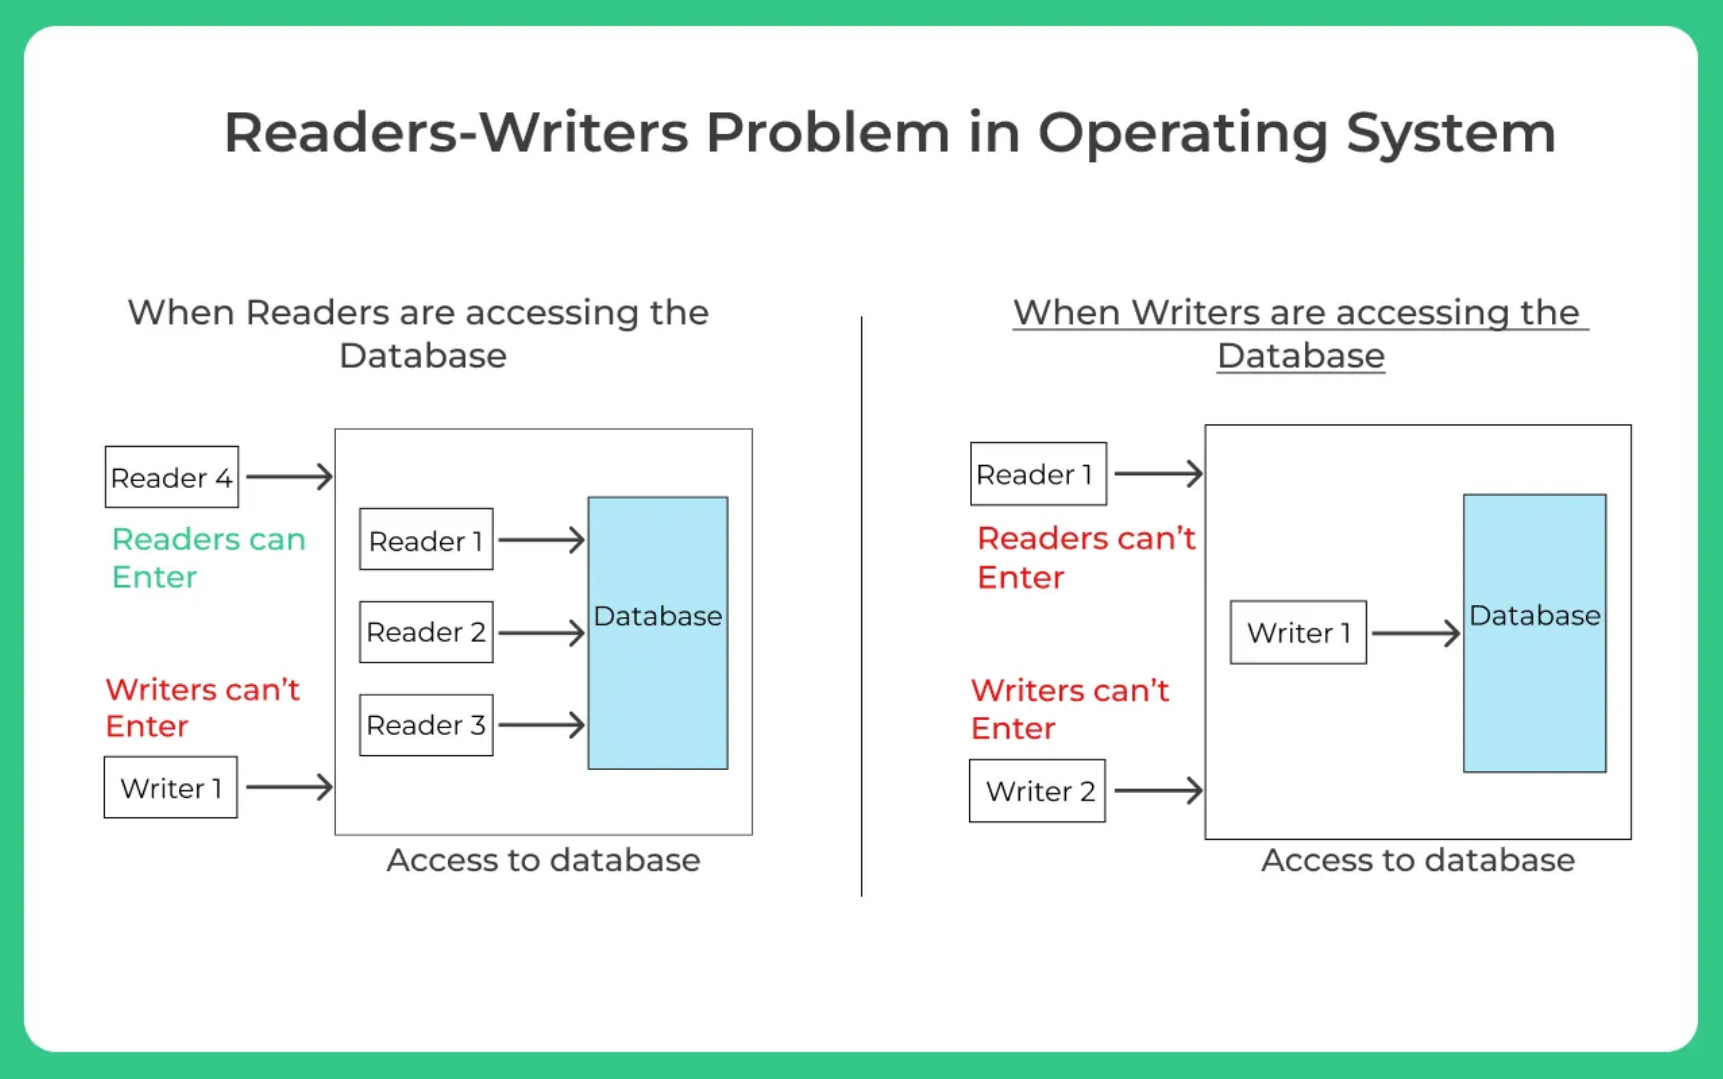 Readers-Writers Problem in Operating System
When Readers are accessing the
Database
Reader 4
Readers can
Enter
Writers can't
Enter
Writer 1
Reader 1
Reader 2
Reader 3
Database
Access to database
When Writers are accessing the
Database
Reader 1
Readers can't
Enter
Writers can't
Enter
Writer 2
Writer 1
Database
Access to database